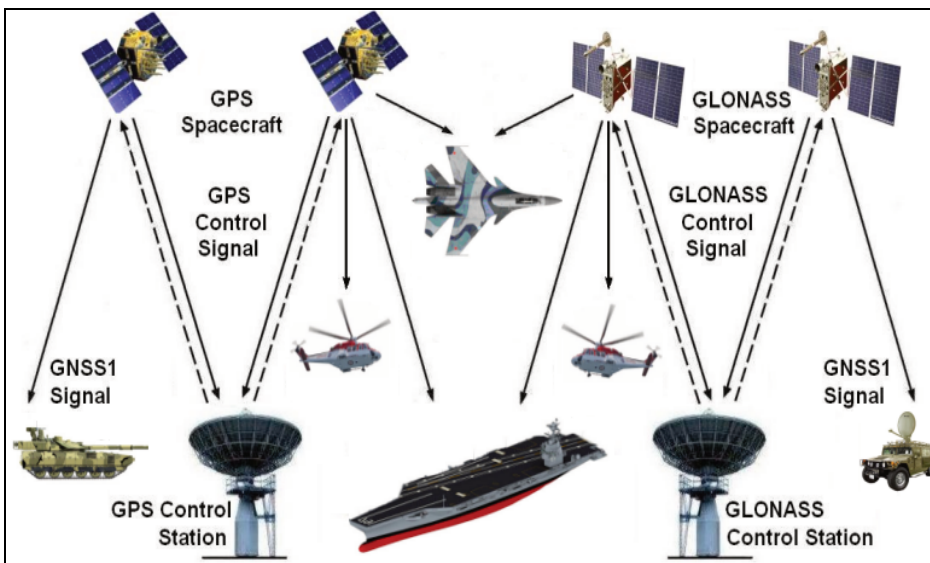 GPS
Spacecraft
GLONASS
Spacecraft
GPS
Control
Signal
GLONASS
Control
Signal
GNSS1
Signal
GNSS1
Signal
GPS Control
Station
GLONASS
Control Station